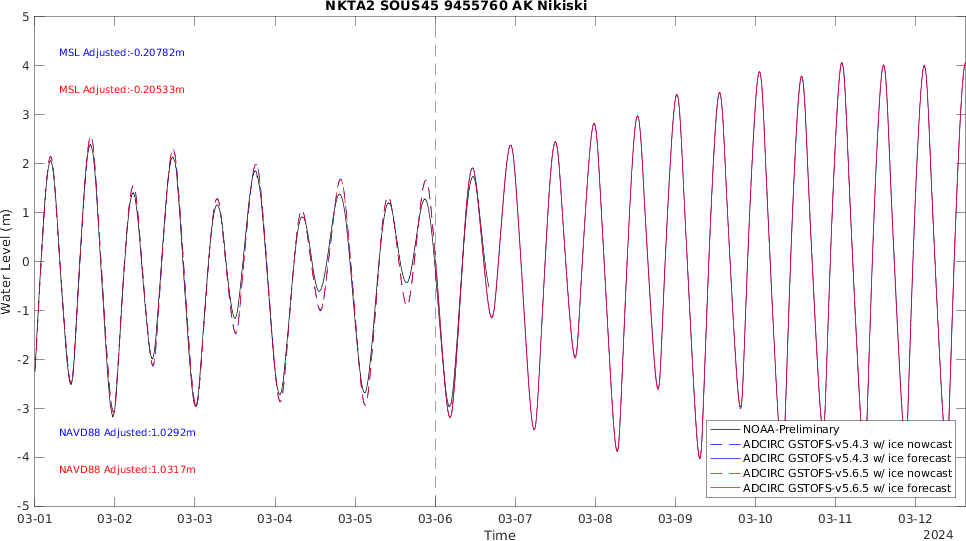 NKTA2 SOUS45 9455760 AK Nikiski
5
4
3
2
1
0
-1
-2
-3
-4
-5
Water Level (m)
MSL Adjusted:-0.20782m
MSL Adjusted:-0.20533m
NAVD88 Adjusted:1.0292m
NAVD88 Adjusted:1.0317m
NOAA-Preliminary
ADCIRC GSTOFS-v5.4.3 w/ ice nowcast
ADCIRC GSTOFS-v5.4.3 w/ ice forecast
ADCIRC GSTOFS-v5.6.5 w/ ice nowcast
ADCIRC GSTOFS-v5.6.5 w/ ice forecast
03-01 03-02 03-03 03-04 03-05 03-06 03-07 03-08 03-09 03-10 03-11 03-12
Time
2024